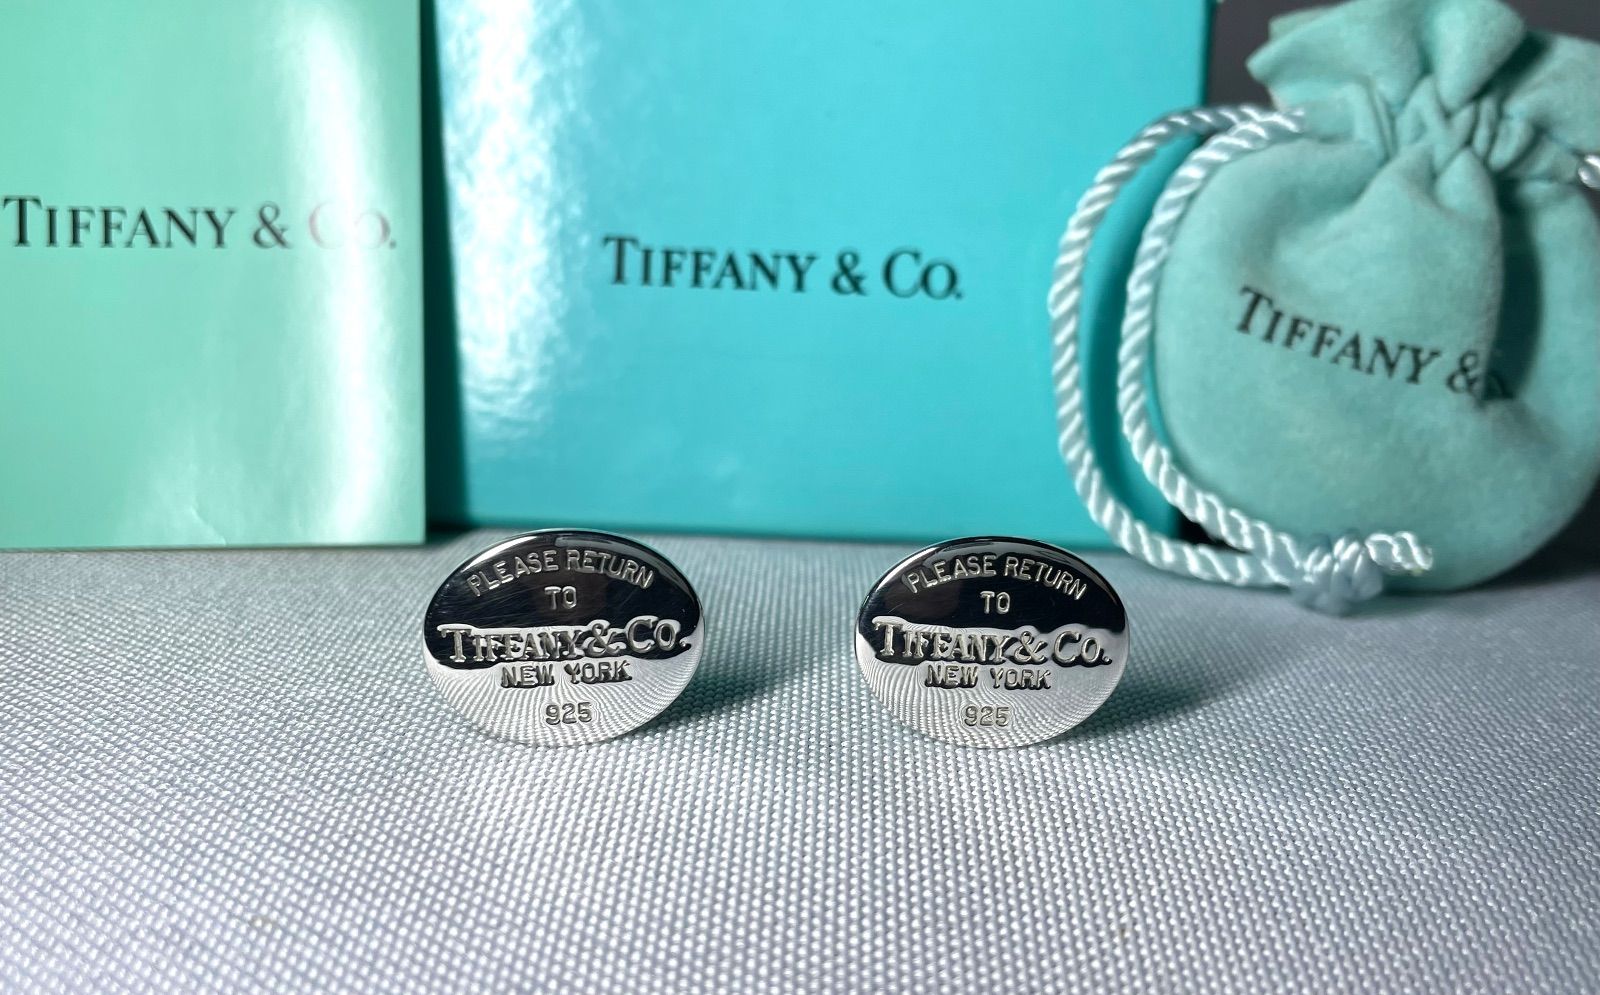 TIFFANY & Co.
TIFFANY & Co.
TIFFANY &
PLEASE RETURN
TO
TIFFANY & Co.
NEW YORK
925
PLEASE RETURN
TO
TIFFANY & Co.
NEW YORK
925